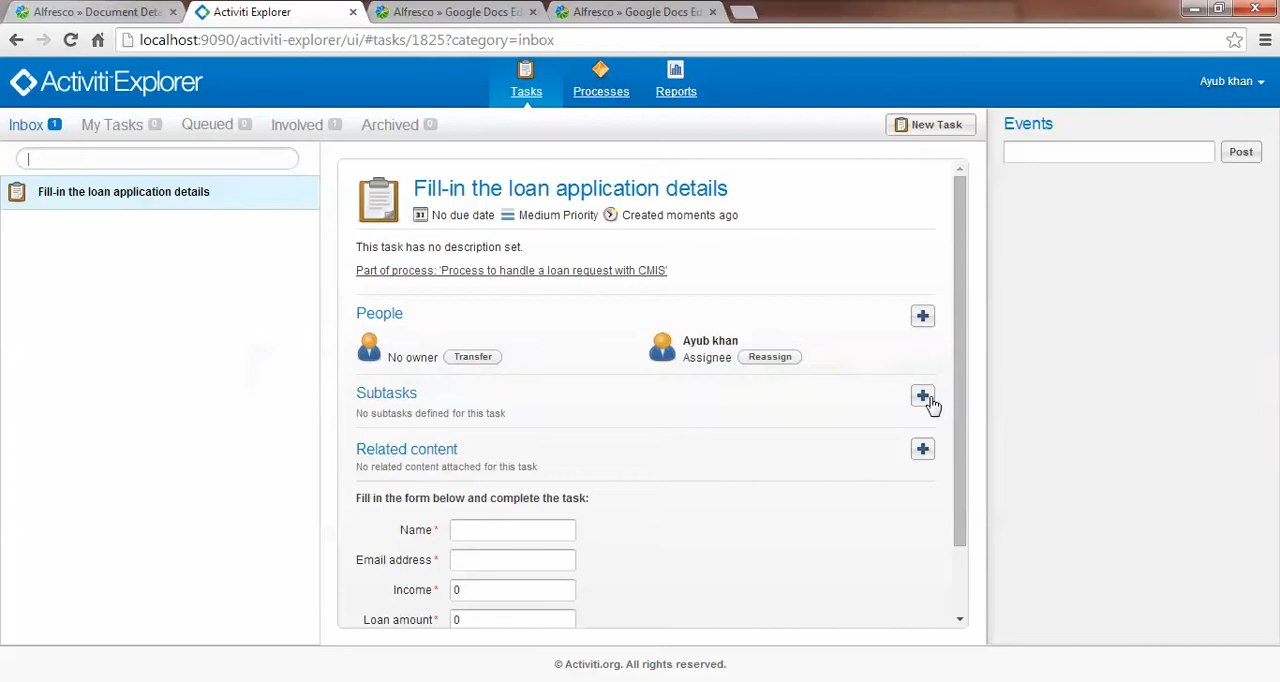 Alfresco » Document Deta
Activiti Explorer
Alfresco » Google Docs Ed
Alfresco » Google Docs Ed
localhost:9090/activiti-explorer/ui/#tasks/1825?category=inbox
Activiti Explorer
Tasks
Processes
Reports
Ayub khan
Inbox 1
My Tasks 0
Queued 0
Involved 1
Archived 0
New Task
Events
Post
Fill-in the loan application details
Fill-in the loan application details
31 No due date Medium Priority Created moments ago
This task has no description set.
Part of process: 'Process to handle a loan request with CMIS'
People
No owner Transfer
Ayub khan
Assignee Reassign
Subtasks
No subtasks defined for this task
Related content
No related content attached for this task
Fill in the form below and complete the task:
Name *
Email address *
Income * 0
Loan amount * 0
© Activiti.org. All rights reserved.